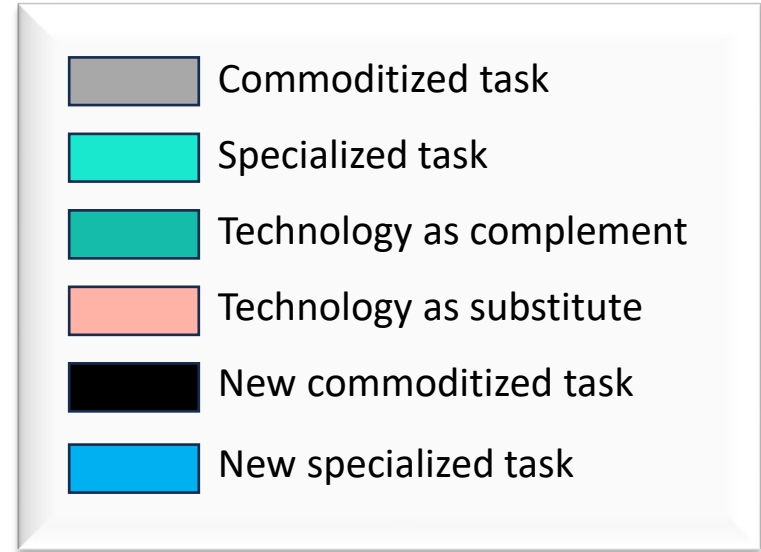 Commoditized task
Specialized task
Technology as complement
Technology as substitute
New commoditized task
New specialized task